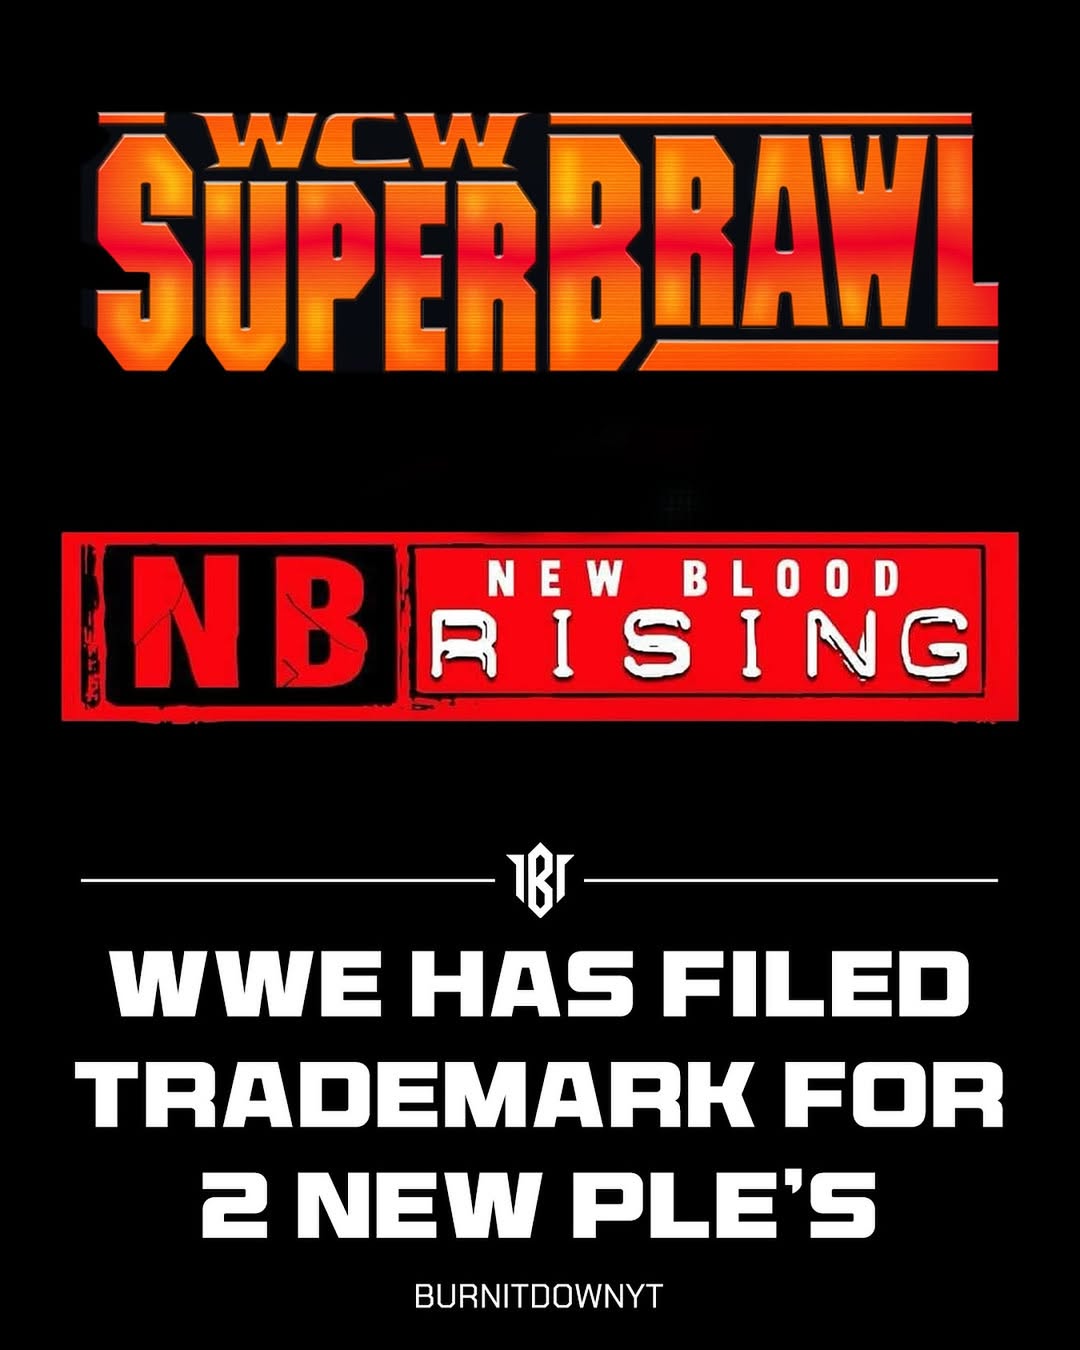 WCW
SUPERBRAWL
NB
NEW BLOOD
RISING
B
WWE HAS FILED
TRADEMARK FOR
2 NEW PLE'S
BURNITDOWNYT